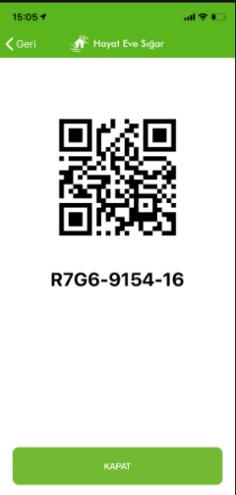 15:05
Geri
Hayat Eve Sığar
R7G6-9154-16
KAPAT